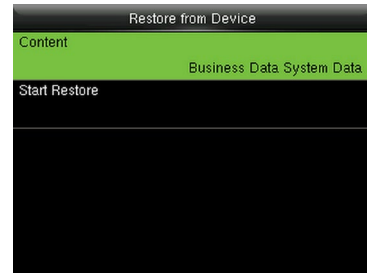 Restore from Device
Content
Business Data System Data
Start Restore